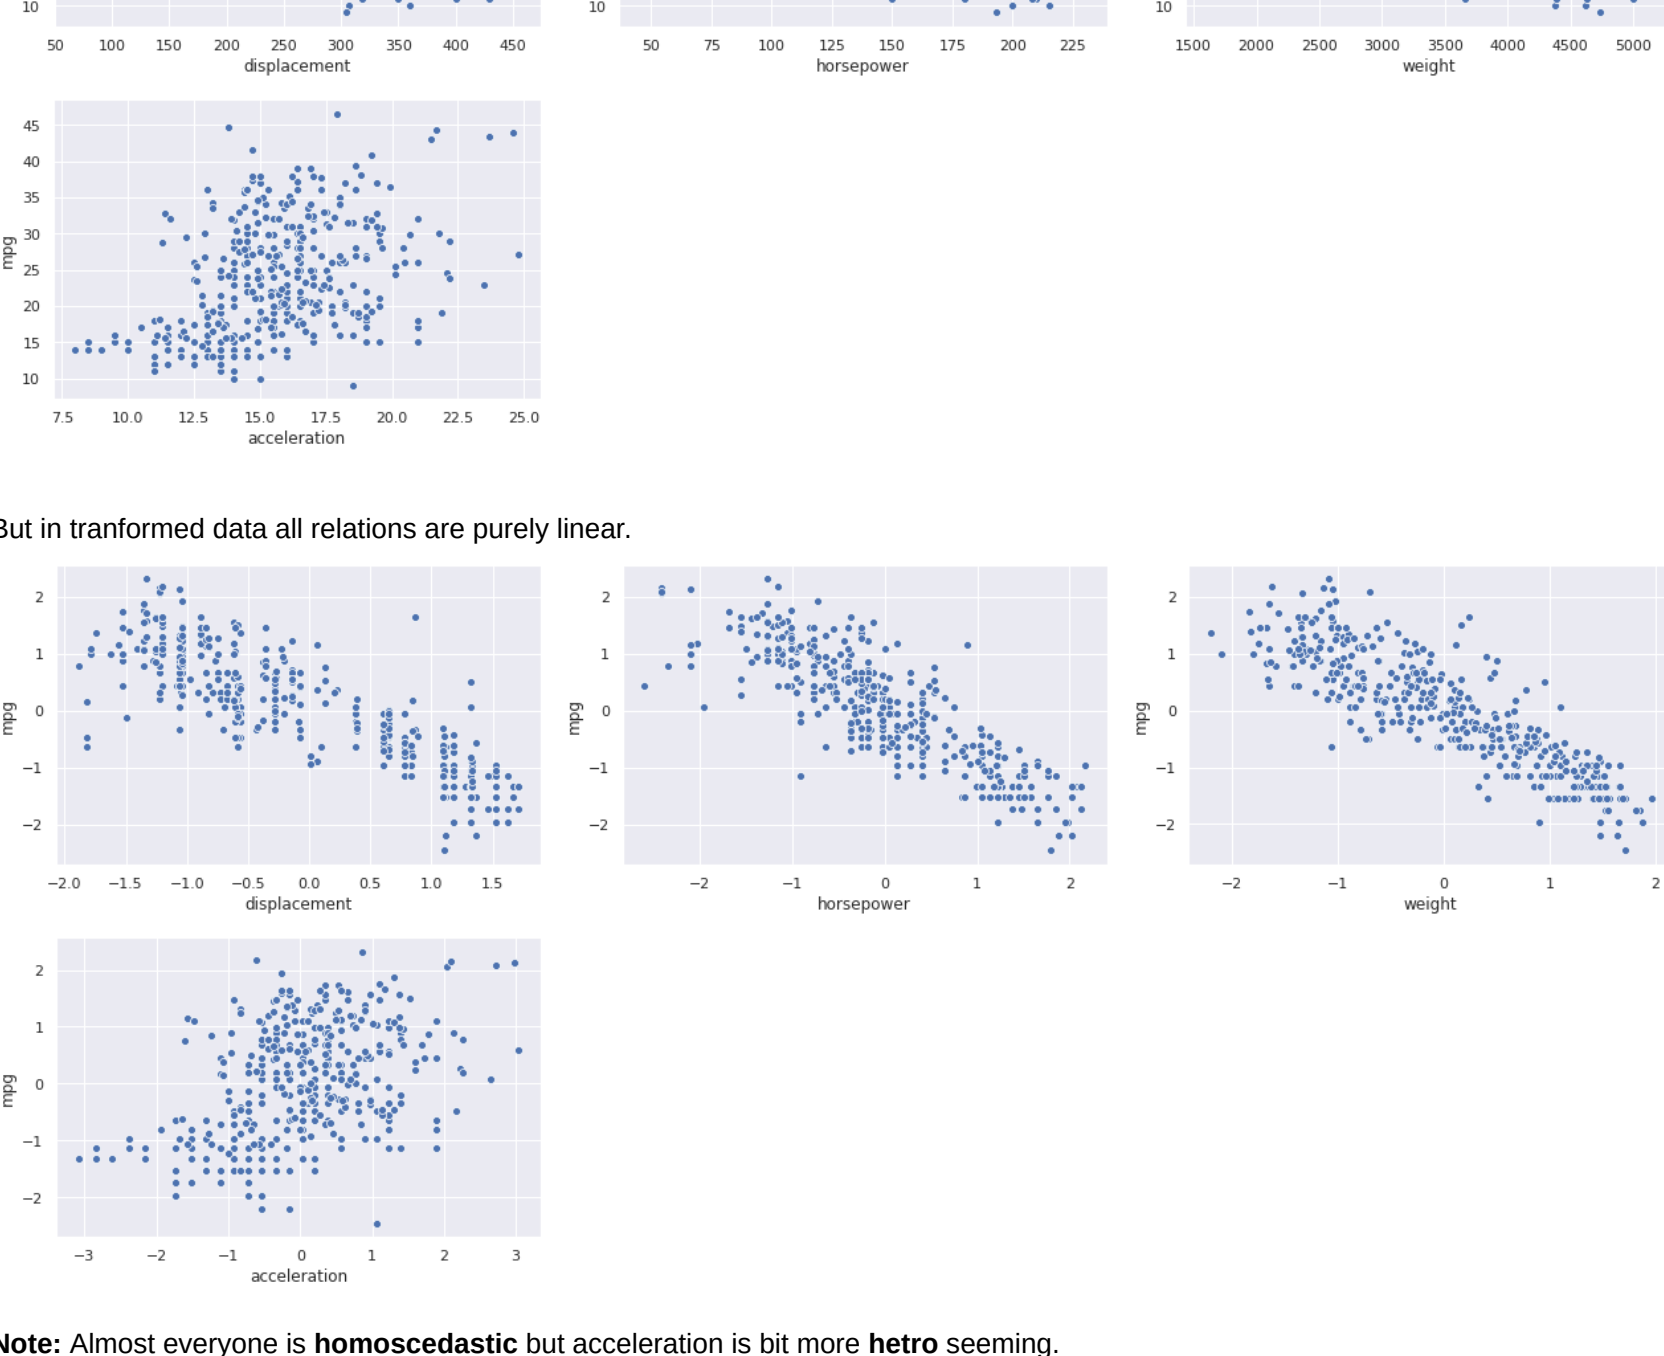 10 10 10
50 100 150 200 250 300 350 400 450 50 75 100 125 150 175 200 225 1500 2000 2500 3000 3500 4000 4500 5000
displacement horsepower weight
45
40
35
30
mpg
25
20
15
10
7.5 10.0 12.5 15.0 17.5 20.0 22.5 25.0
acceleration
But in tranformed data all relations are purely linear.
2 2 2
1 1 1
0 0 0
mpg mpg mpg
−1 −1 −1
−2 −2 −2
−2.0 −1.5 −1.0 −0.5 0.0 0.5 1.0 1.5 −2 −1 0 1 2 −2 −1 0 1 2
displacement horsepower weight
2
1
0
mpg
−1
−2
−3 −2 −1 0 1 2 3
acceleration
Note: Almost everyone is homoscedastic but acceleration is bit more hetro seeming.